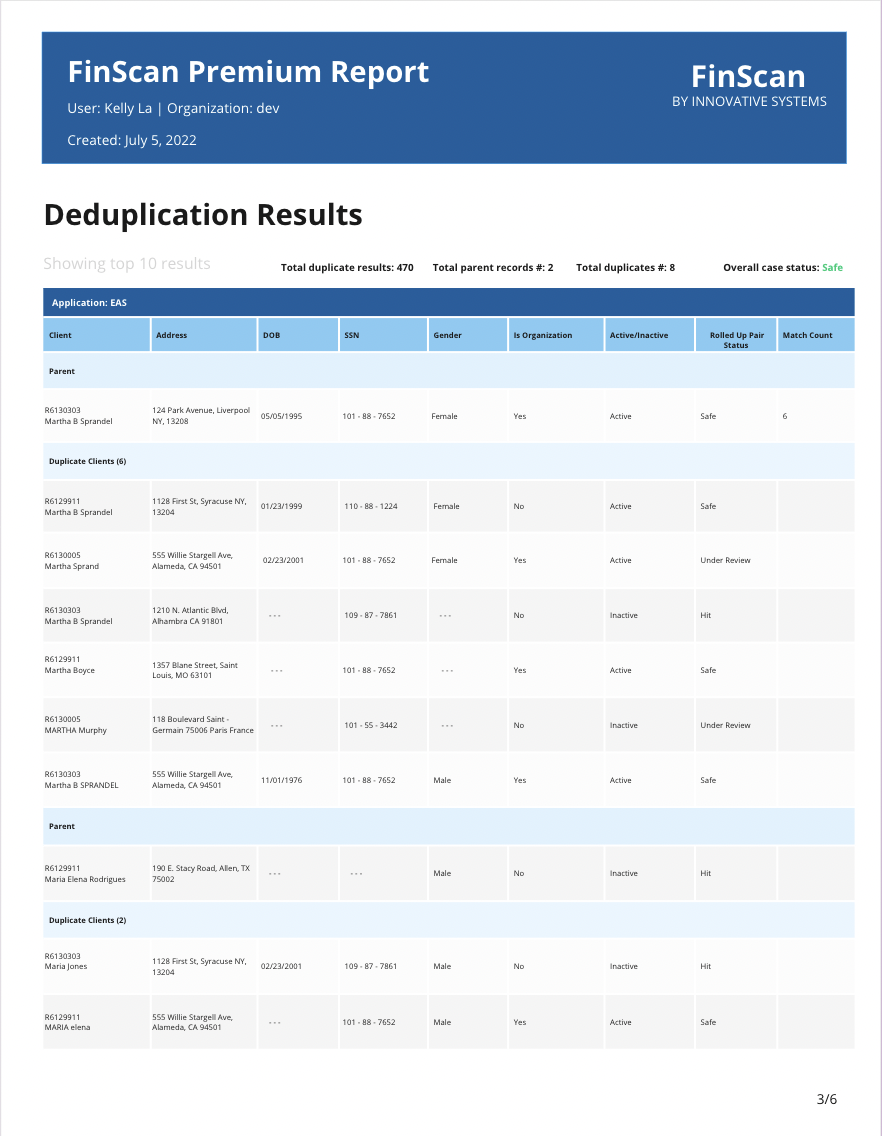 FinScan Premium Report
User: Kelly La | Organization: dev
Created: July 5, 2022
FinScan
BY INNOVATIVE SYSTEMS
Deduplication Results
Showing top 10 results
Total duplicate results: 470 Total parent records #: 2 Total duplicates #: 8 Overall case status: Safe
Application: EAS
Client Address DOB SSN Gender Is Organization Active/Inactive Rolled Up Pair Match Count
Status
Parent
R6130303 124 Park Avenue, Liverpool
Martha B Sprandel NY, 13208 05/05/1995 101 - 88 - 7652 Female Yes Active Safe 6
Duplicate Clients (6)
R6129911 1128 First St, Syracuse NY,
Martha B Sprandel 13204 01/23/1999 110 - 88 - 1224 Female No Active Safe
R6130005 555 Willie Stargell Ave,
Martha Sprand Alameda, CA 94501 02/23/2001 101 - 88 - 7652 Female Yes Active Under Review
R6130303 1210 N. Atlantic Blvd,
Martha B Sprandel Alhambra CA 91801 - - - 109 - 87 - 7861 - - - No Inactive Hit
R6129911 1357 Blane Street, Saint
Martha Boyce Louis, MO 63101 - - - 101 - 88 - 7652 - - - Yes Active Safe
R6130005 118 Boulevard Saint -
MARTHA Murphy Germain 75006 Paris France - - - 101 - 55 - 3442 - - - No Inactive Under Review
R6130303 555 Willie Stargell Ave,
Martha B SPRANDEL Alameda, CA 94501 11/01/1976 101 - 88 - 7652 Male Yes Active Safe
Parent
R6129911 190 E. Stacy Road, Allen, TX
Maria Elena Rodrigues 75002 - - - - - - Male No Inactive Hit
Duplicate Clients (2)
R6130303 1128 First St, Syracuse NY,
Maria Jones 13204 02/23/2001 109 - 87 - 7861 Male No Inactive Hit
R6129911 555 Willie Stargell Ave,
MARIA elena Alameda, CA 94501 - - - 101 - 88 - 7652 Male Yes Active Safe
3/6